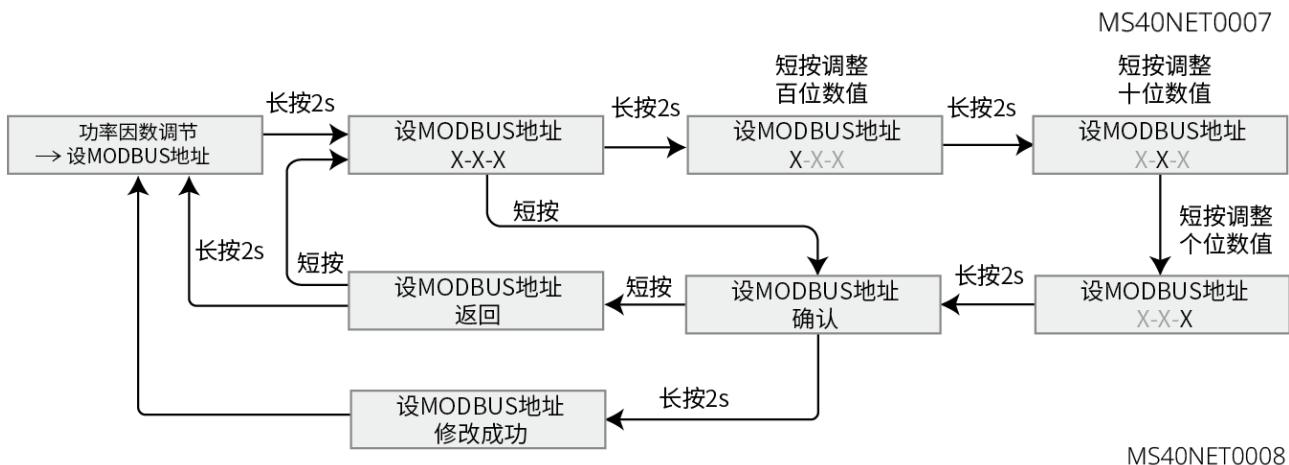 MS40NET0007
短按调整
百位数值
短按调整
十位数值
长按2s
长按2s
长按2s
功率因数调节
→设MODBUS地址
设MODBUS地址
X-X-X
设MODBUS地址
X-X-X
设MODBUS地址
X-X-X
短按
短按调整
个位数值
长按2s
短按
设MODBUS地址
返回
短按
设MODBUS地址
确认
长按2s
设MODBUS地址
X-X-X
长按2s
设MODBUS地址
修改成功
MS40NET0008